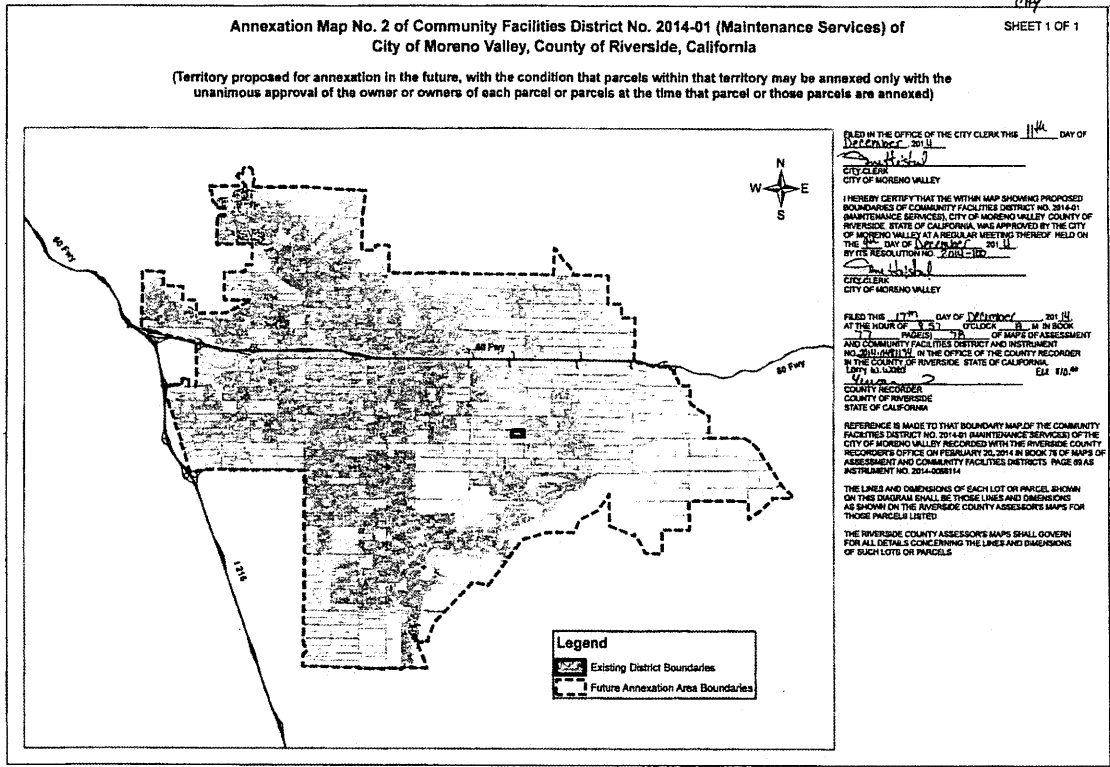 City
Annexation Map No. 2 of Community Facilities District No. 2014-01 (Maintenance Services) of
SHEET 1 OF 1
City of Moreno Valley, County of Riverside, California
(Territory proposed for annexation in the future, with the condition that parcels within that territory may be annexed only with the
unanimous approval of the owner or owners of each parcel or parcels at the time that parcel or those parcels are annexed)
N
W E
S
60 Fwy
60 Fwy
60 Fwy
I 215
Legend
Existing District Boundaries
Future Annexation Area Boundaries
FILED IN THE OFFICE OF THE CITY CLERK THIS 11th DAY OF
December, 2014
CITY CLERK
CITY OF MORENO VALLEY
I HEREBY CERTIFY THAT THE WITHIN MAP SHOWING PROPOSED
BOUNDARIES OF COMMUNITY FACILITIES DISTRICT NO. 2014-01
(MAINTENANCE SERVICES), CITY OF MORENO VALLEY COUNTY OF
RIVERSIDE, STATE OF CALIFORNIA, WAS APPROVED BY THE CITY
OF MORENO VALLEY AT A REGULAR MEETING THEREOF HELD ON
THE 9th DAY OF December 2014
BY ITS RESOLUTION NO. 2014-100
CITY CLERK
CITY OF MORENO VALLEY
FILED THIS 17th DAY OF December, 2014
AT THE HOUR OF 8:57 O'CLOCK A M IN BOOK
77 PAGE(S) 78 OF MAPS OF ASSESSMENT
AND COMMUNITY FACILITIES DISTRICT AND INSTRUMENT
NO. IN THE OFFICE OF THE COUNTY RECORDER
IN THE COUNTY OF RIVERSIDE STATE OF CALIFORNIA
Larry W. Ward
COUNTY RECORDER
COUNTY OF RIVERSIDE
STATE OF CALIFORNIA
REFERENCE IS MADE TO THAT BOUNDARY MAP OF THE COMMUNITY
FACILITIES DISTRICT NO. 2014-01 (MAINTENANCE SERVICES) OF THE
CITY OF MORENO VALLEY RECORDED WITH THE RIVERSIDE COUNTY
RECORDER'S OFFICE ON FEBRUARY 20, 2014 IN BOOK 76 OF MAPS OF
ASSESSMENT AND COMMUNITY FACILITIES DISTRICTS PAGE 69 AS
INSTRUMENT NO. 2014-0068114
THE LINES AND DIMENSIONS OF EACH LOT OR PARCEL SHOWN
ON THIS DIAGRAM SHALL BE THOSE LINES AND DIMENSIONS
AS SHOWN ON THE RIVERSIDE COUNTY ASSESSOR'S MAPS FOR
THOSE PARCELS LISTED
THE RIVERSIDE COUNTY ASSESSOR'S MAPS SHALL GOVERN
FOR ALL DETAILS CONCERNING THE LINES AND DIMENSIONS
OF SUCH LOTS OR PARCELS